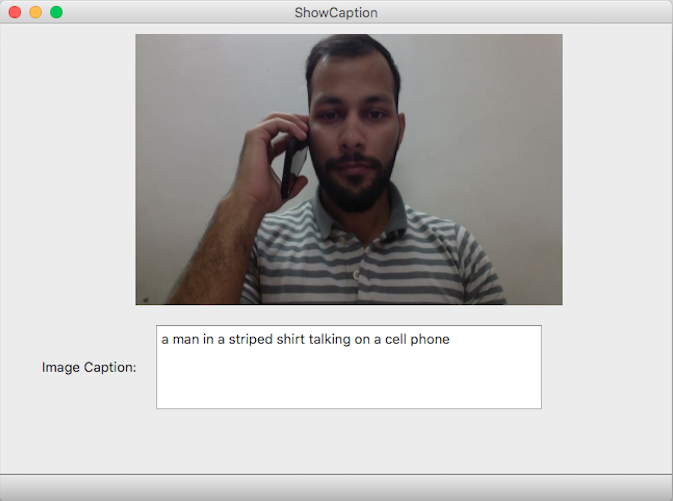 ShowCaption
Image Caption:
a man in a striped shirt talking on a cell phone